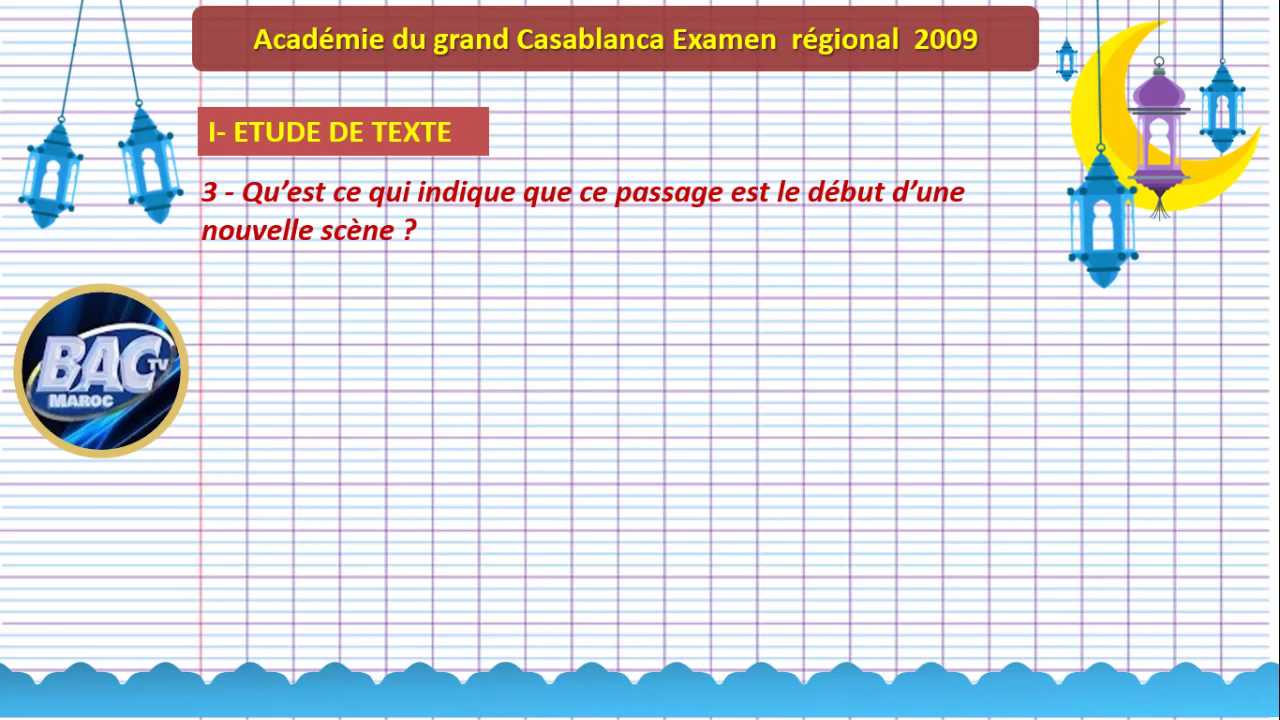 Académie du grand Casablanca Examen régional 2009
I- ETUDE DE TEXTE
3 - Qu’est ce qui indique que ce passage est le début d’une
nouvelle scène ?
BAC TV
MAROC